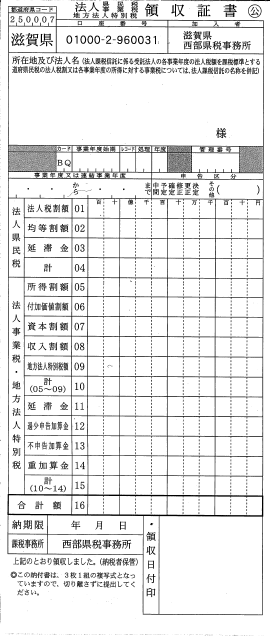 都道府県コード
250007
法人 県民税 事業税
地方法人特別税
領収証書
公
口座番号
加入者
滋賀県
01000-2-960031
滋賀県
西部県税事務所
所在地及び法人名(法人課税信託に係る受託法人の各事業年度の法人税額を課税標準とする
道府県民税の法人税割又は各事業年度の所得に対する事業税については、法人課税信託の名称を併記)
様
カード 事業年度始期 レコード 処理 年度 管理番号
BQ
事業年度又は連結事業年度 申告区分
・ ・ から ・ ・ まで 中間 予定 確定 修正 更正 決定 その他( )
法人県民税
法人税割額 01 百 十 億 千 百 十 万 千 百 十 円
均等割額 02
延滞金 03
計 04
法人事業税・地方法人特別税
所得割額 05
付加価値割額 06
資本割額 07
収入割額 08
地方法人特別税額 09
計
(05~09) 10
延滞金 11
過少申告加算金 12
不申告加算金 13
重加算金 14
計
(10~14) 15
合計額 16
納期限 年 月 日
課税事務所 西部県税事務所
・領収日付印
上記のとおり領収しました。(納税者保管)
◎この納付書は、3枚1組の複写式となっ
ていますので、切り離さずに提出してく
ださい。